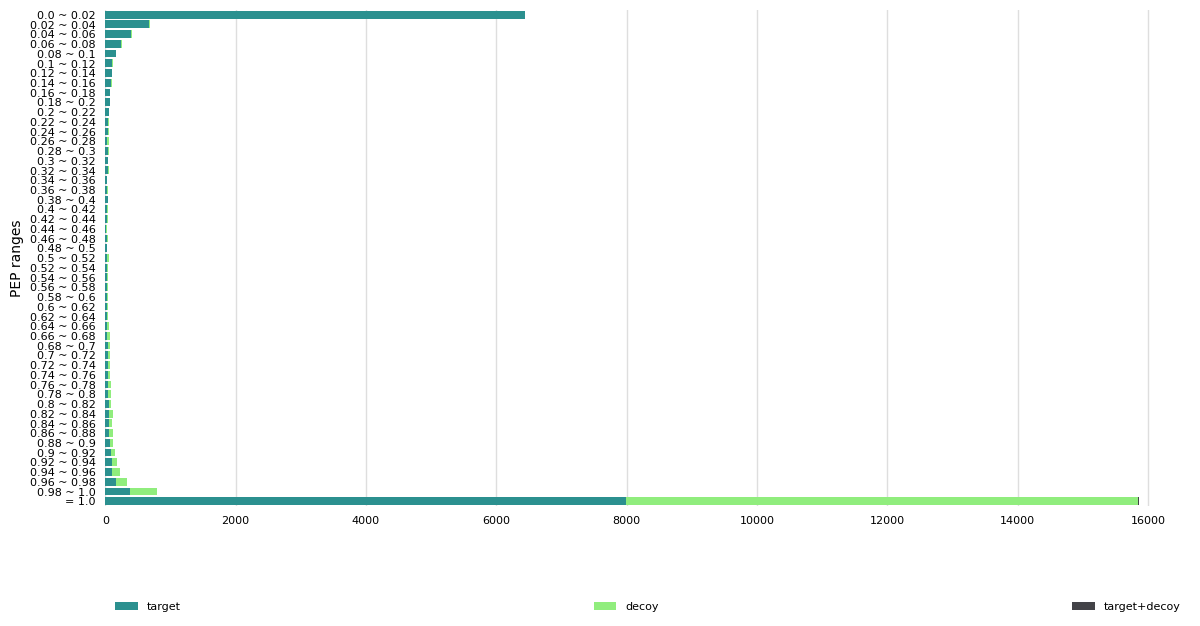 PEP ranges
0.0 ~ 0.02
0.02 ~ 0.04
0.04 ~ 0.06
0.06 ~ 0.08
0.08 ~ 0.1
0.1 ~ 0.12
0.12 ~ 0.14
0.14 ~ 0.16
0.16 ~ 0.18
0.18 ~ 0.2
0.2 ~ 0.22
0.22 ~ 0.24
0.24 ~ 0.26
0.26 ~ 0.28
0.28 ~ 0.3
0.3 ~ 0.32
0.32 ~ 0.34
0.34 ~ 0.36
0.36 ~ 0.38
0.38 ~ 0.4
0.4 ~ 0.42
0.42 ~ 0.44
0.44 ~ 0.46
0.46 ~ 0.48
0.48 ~ 0.5
0.5 ~ 0.52
0.52 ~ 0.54
0.54 ~ 0.56
0.56 ~ 0.58
0.58 ~ 0.6
0.6 ~ 0.62
0.62 ~ 0.64
0.64 ~ 0.66
0.66 ~ 0.68
0.68 ~ 0.7
0.7 ~ 0.72
0.72 ~ 0.74
0.74 ~ 0.76
0.76 ~ 0.78
0.78 ~ 0.8
0.8 ~ 0.82
0.82 ~ 0.84
0.84 ~ 0.86
0.86 ~ 0.88
0.88 ~ 0.9
0.9 ~ 0.92
0.92 ~ 0.94
0.94 ~ 0.96
0.96 ~ 0.98
0.98 ~ 1.0
= 1.0
0 2000 4000 6000 8000 10000 12000 14000 16000
target decoy target+decoy